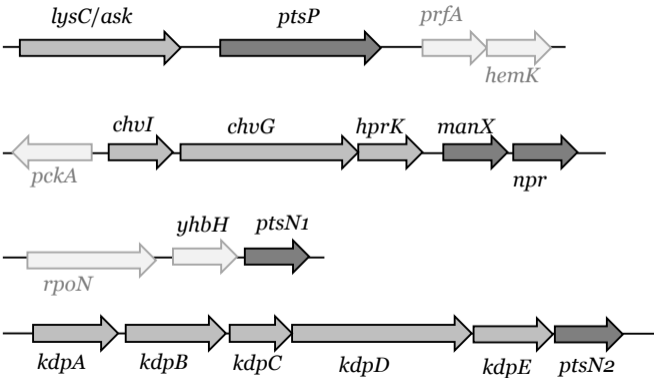 lysC/ask ptsP prfA
hemK
chvI chvG hprK manX
pckA npr
yhbH ptsN1
rpoN
kdpA kdpB kdpC kdpD kdpE ptsN2